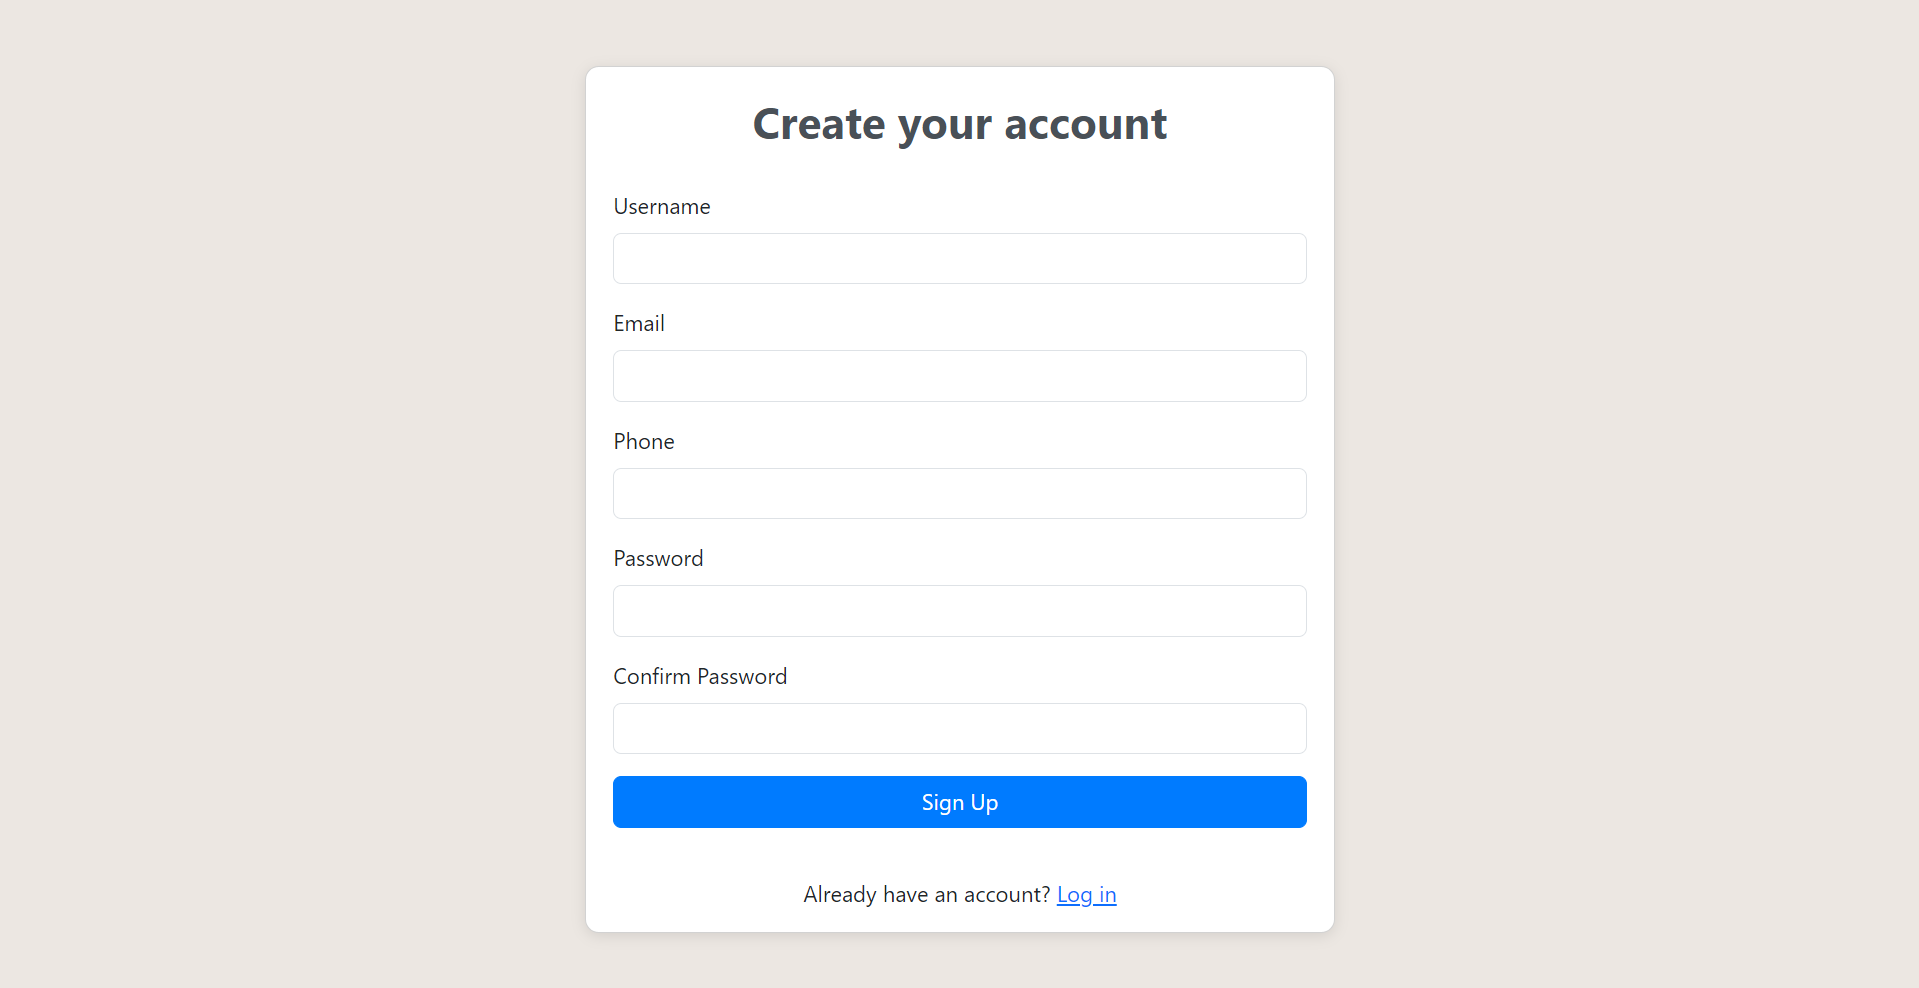 Create your account
Username
Email
Phone
Password
Confirm Password
Sign Up
Already have an account? Log in